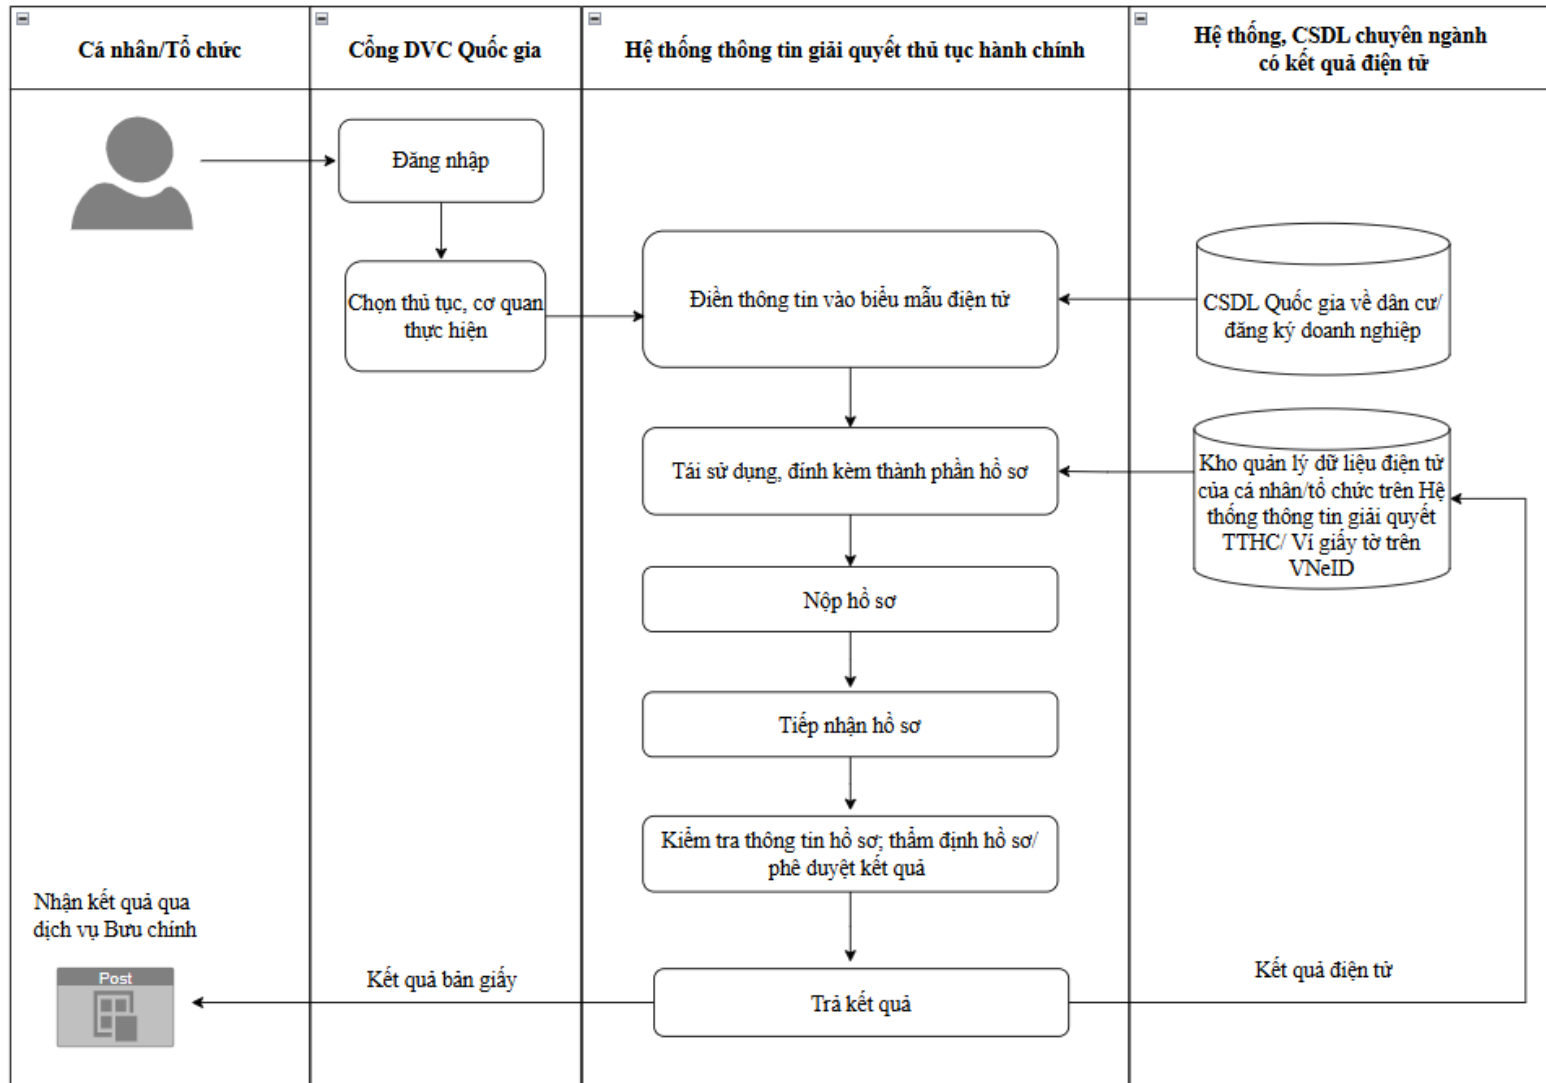 Cá nhân/Tổ chức
Cổng DVC Quốc gia
Hệ thống thông tin giải quyết thủ tục hành chính
Hệ thống, CSDL chuyên ngành
có kết quả điện tử
Đăng nhập
Chọn thủ tục, cơ quan
thực hiện
Điền thông tin vào biểu mẫu điện tử
CSDL Quốc gia về dân cư/
đăng ký doanh nghiệp
Tái sử dụng, đính kèm thành phần hồ sơ
Kho quản lý dữ liệu điện tử
của cá nhân/tổ chức trên Hệ
thống thông tin giải quyết
TTHC/ Ví giấy tờ trên
VNeID
Nộp hồ sơ
Tiếp nhận hồ sơ
Kiểm tra thông tin hồ sơ; thẩm định hồ sơ/
phê duyệt kết quả
Nhận kết quả qua
dịch vụ Bưu chính
Post
Kết quả bản giấy
Trả kết quả
Kết quả điện tử